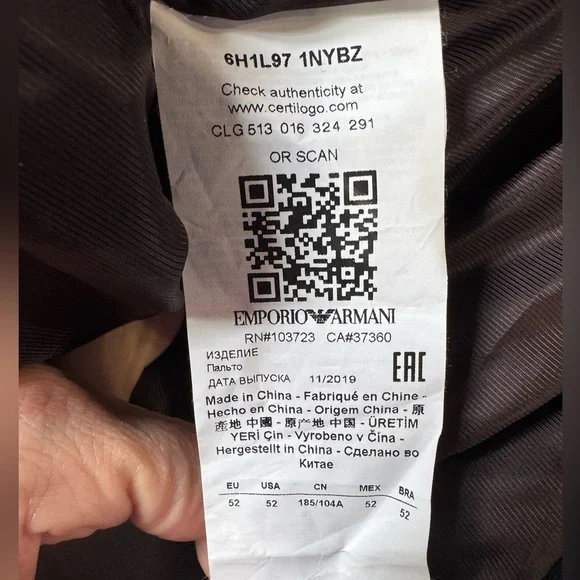 6H1L97 1NYBZ
Check authenticity at
www.certilogo.com
CLG 513 016 324 291
OR SCAN
EMPORIO ARMANI
RN#103723 CA#37360
ИЗДЕЛИЕ
Пальто
ДАТА ВЫПУСКА 11/2019
EAC
Made in China - Fabriqué en Chine -
Hecho en China - Origem China - 原
産地 中國 - 原产地 中国 - ÜRETİM
YERİ Çin - Vyrobeno v Čína -
Hergestellt in China - Сделано во
Китае
EU USA CN MEX BRA
52 52 185/104A 52 52